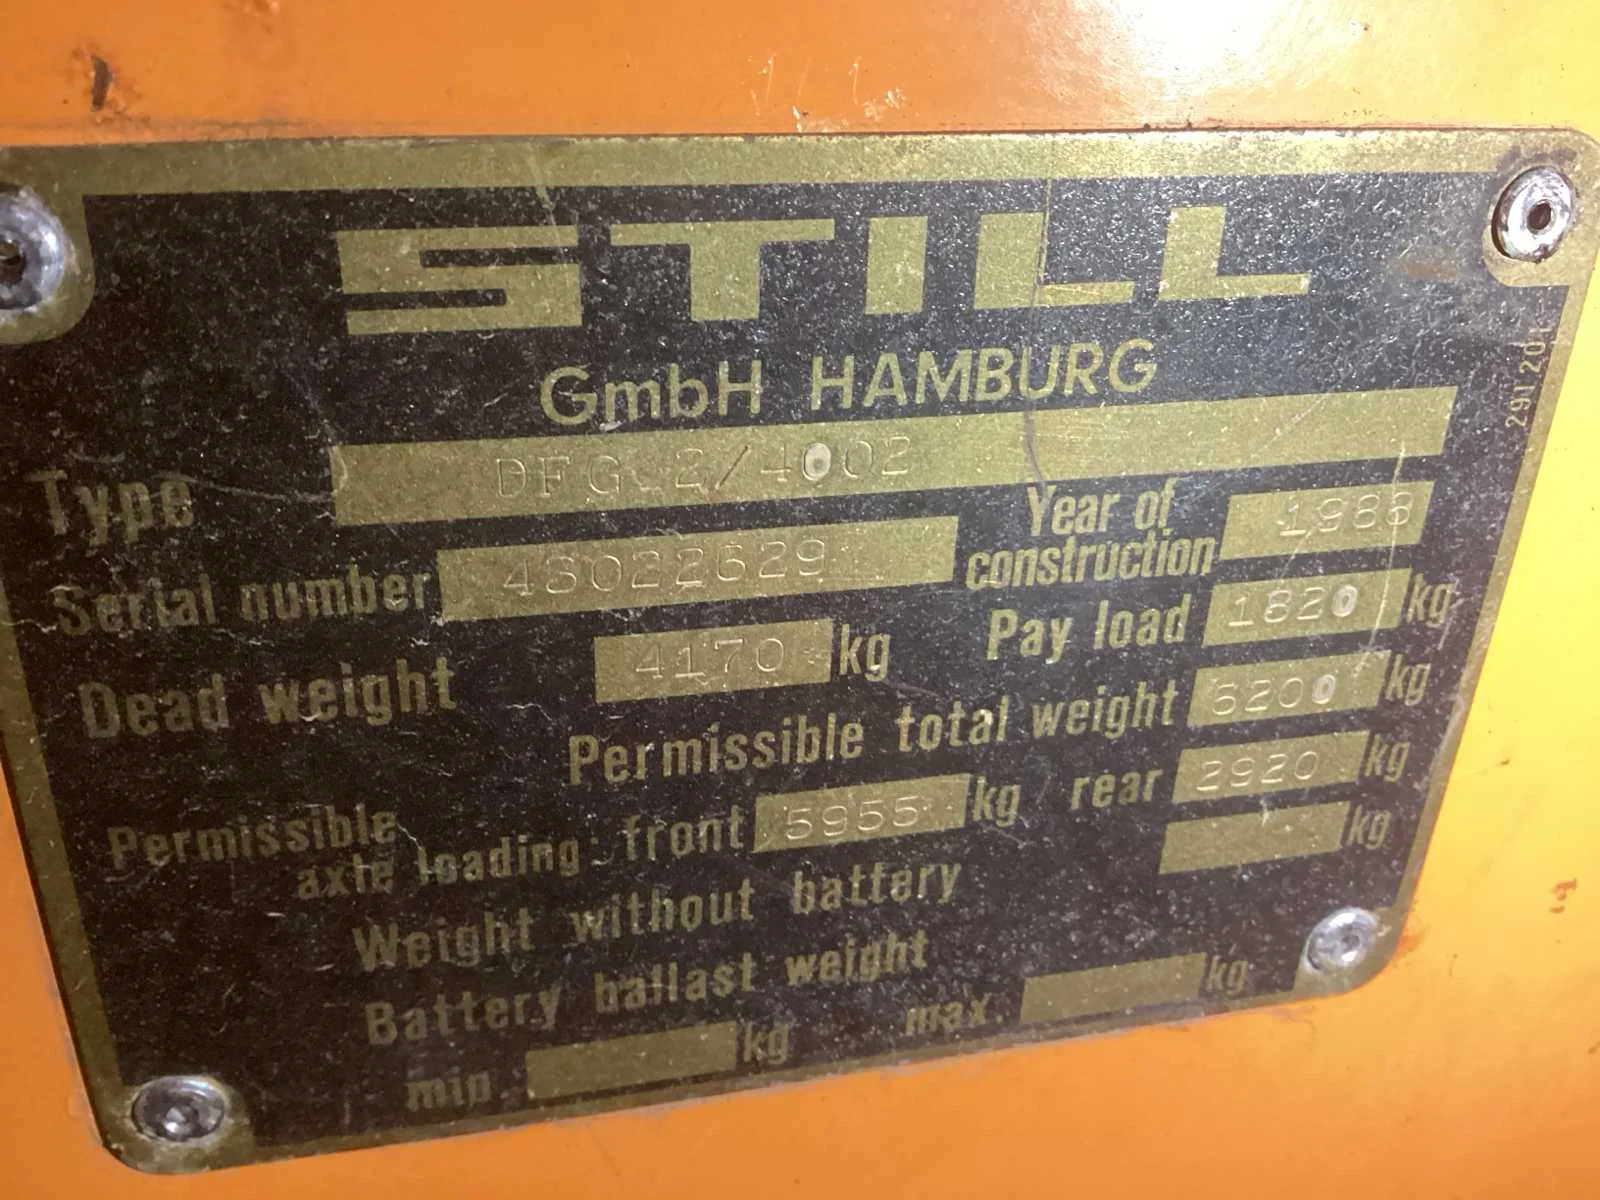 STILL
GmbH HAMBURG
2911 201
Type DFG 2/4002
Serial number Year of construction 1988
Dead weight 4170 kg Pay load 1820 kg
Permissible total weight 6200 kg
Permissible axle loading: front 5955 kg rear 2920 kg
Weight without battery kg
Battery ballast weight
min. kg max. kg